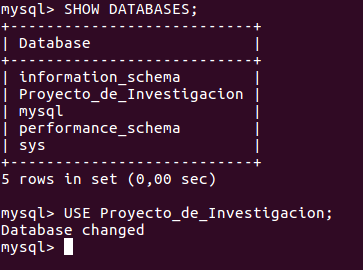 mysql> SHOW DATABASES;
+---------------------------+
| Database                  |
+---------------------------+
| information_schema        |
| Proyecto_de_Investigacion |
| mysql                     |
| performance_schema        |
| sys                       |
+---------------------------+
5 rows in set (0,00 sec)
mysql> USE Proyecto_de_Investigacion;
Database changed
mysql>